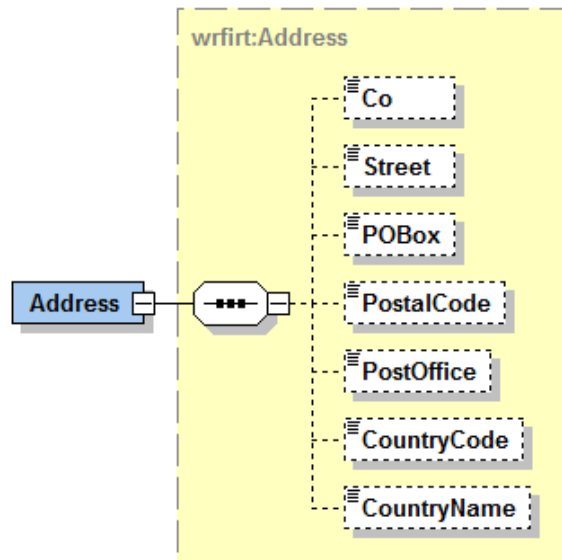 wrfirt:Address
Co
Street
POBox
Address
PostalCode
PostOffice
CountryCode
CountryName